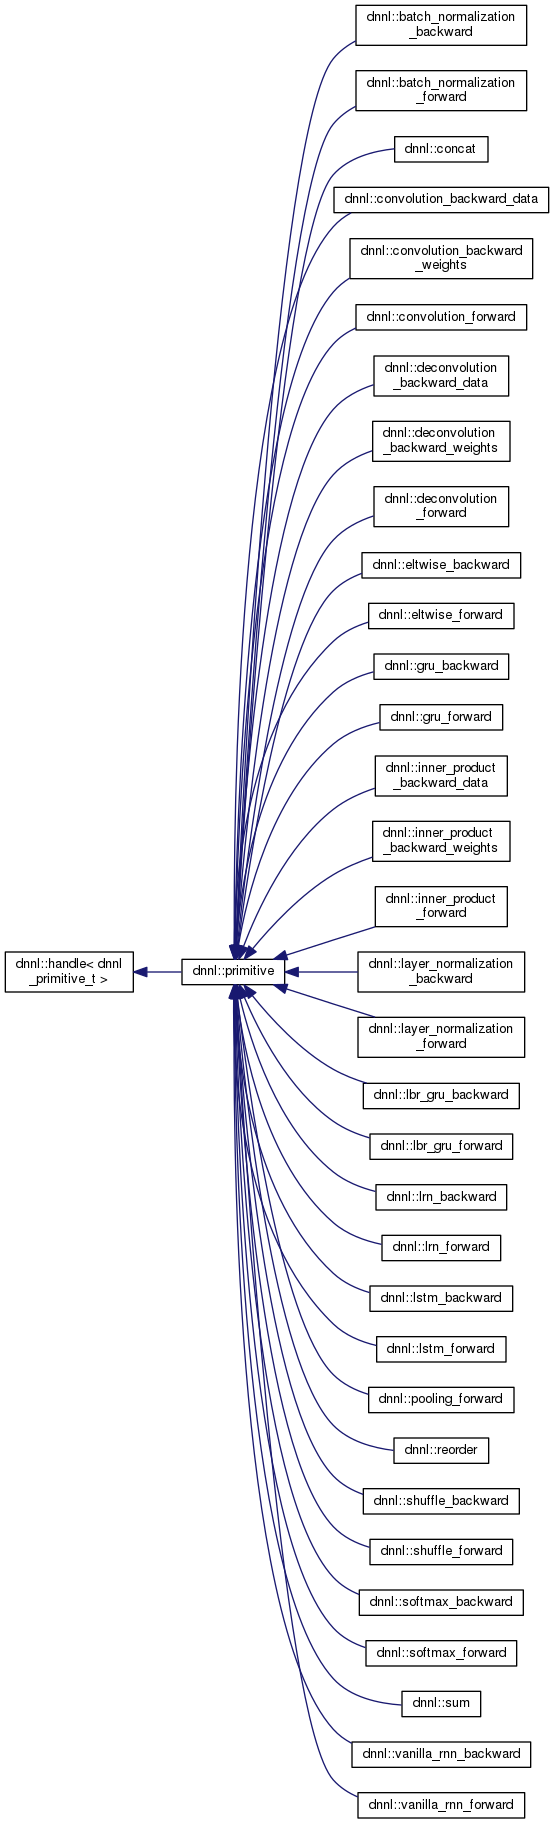 dnnl::batch_normalization
_backward
dnnl::batch_normalization
_forward
dnnl::concat
dnnl::convolution_backward_data
dnnl::convolution_backward
_weights
dnnl::convolution_forward
dnnl::deconvolution
_backward_data
dnnl::deconvolution
_backward_weights
dnnl::deconvolution
_forward
dnnl::eltwise_backward
dnnl::eltwise_forward
dnnl::gru_backward
dnnl::gru_forward
dnnl::inner_product
_backward_data
dnnl::inner_product
_backward_weights
dnnl::inner_product
_forward
dnnl::handle< dnnl
_primitive_t >
dnnl::primitive
dnnl::layer_normalization
_backward
dnnl::layer_normalization
_forward
dnnl::lbr_gru_backward
dnnl::lbr_gru_forward
dnnl::lrn_backward
dnnl::lrn_forward
dnnl::lstm_backward
dnnl::lstm_forward
dnnl::pooling_forward
dnnl::reorder
dnnl::shuffle_backward
dnnl::shuffle_forward
dnnl::softmax_backward
dnnl::softmax_forward
dnnl::sum
dnnl::vanilla_rnn_backward
dnnl::vanilla_rnn_forward